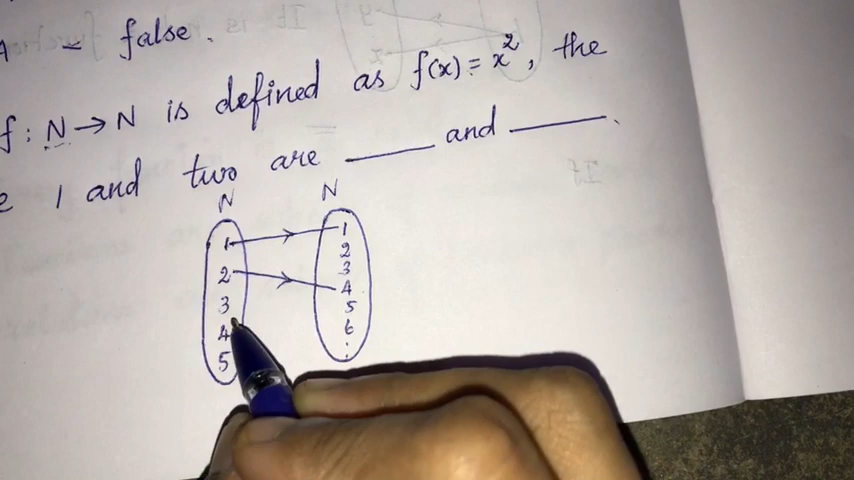 - false.
f : N → N is defined as f(x) = x², the
1 and two are ____ and ____.
N N
1 1
2 2
3 3
4 4
5 5
6